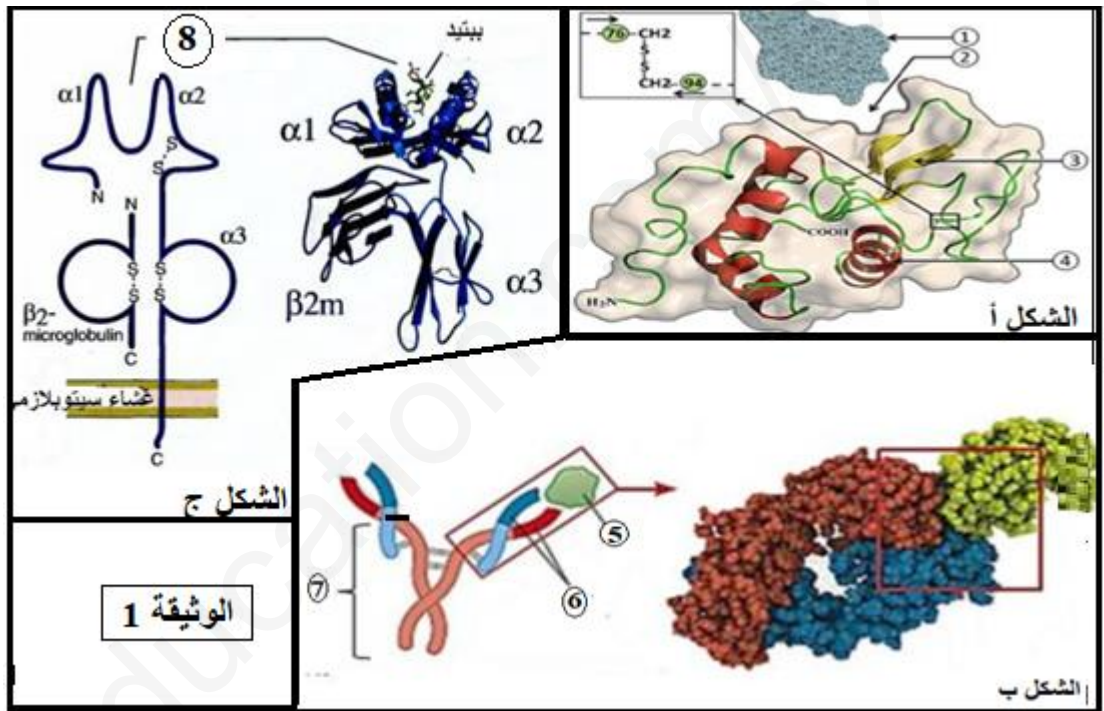 8
ببتيد
α1
α2
α1
α2
S
S
N
N
α3
S
S
S
S
β2-
microglobulin
C
β2m
α3
غشاء سيتوبلازمي
C
الشكل ج
76
CH2
S
S
CH2
94
1
2
3
COOH
4
H2N
الشكل أ
5
6
7
الوثيقة 1
الشكل ب